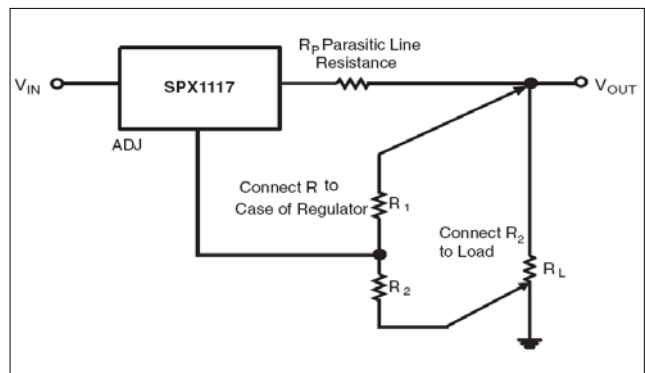 R_P Parasitic Line
Resistance
V_IN
SPX1117
V_OUT
ADJ
Connect R to
Case of Regulator
R_1
Connect R_2
to Load
R_L
R_2